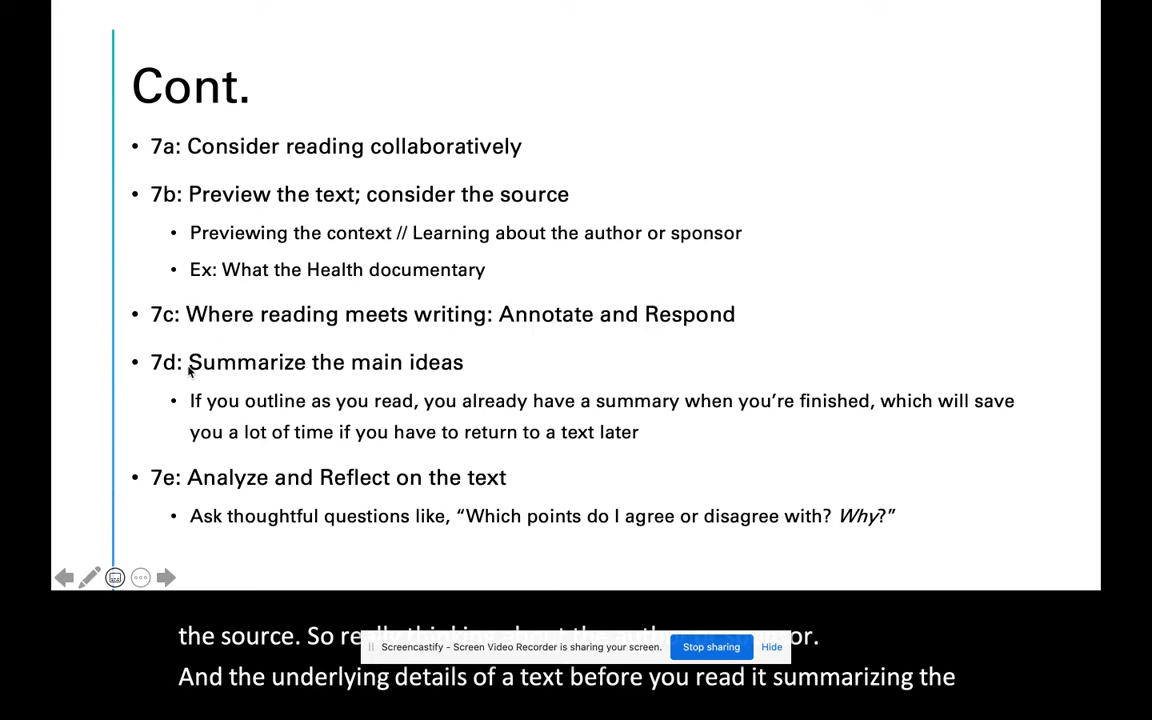 Cont.
• 7a: Consider reading collaboratively
• 7b: Preview the text; consider the source
• Previewing the context // Learning about the author or sponsor
• Ex: What the Health documentary
• 7c: Where reading meets writing: Annotate and Respond
• 7d: Summarize the main ideas
• If you outline as you read, you already have a summary when you’re finished, which will save
you a lot of time if you have to return to a text later
• 7e: Analyze and Reflect on the text
• Ask thoughtful questions like, “Which points do I agree or disagree with? Why?”
the source. So really thinking about the
Screencastify - Screen Video Recorder is sharing your screen. Stop sharing Hide
And the underlying details of a text before you read it summarizing the